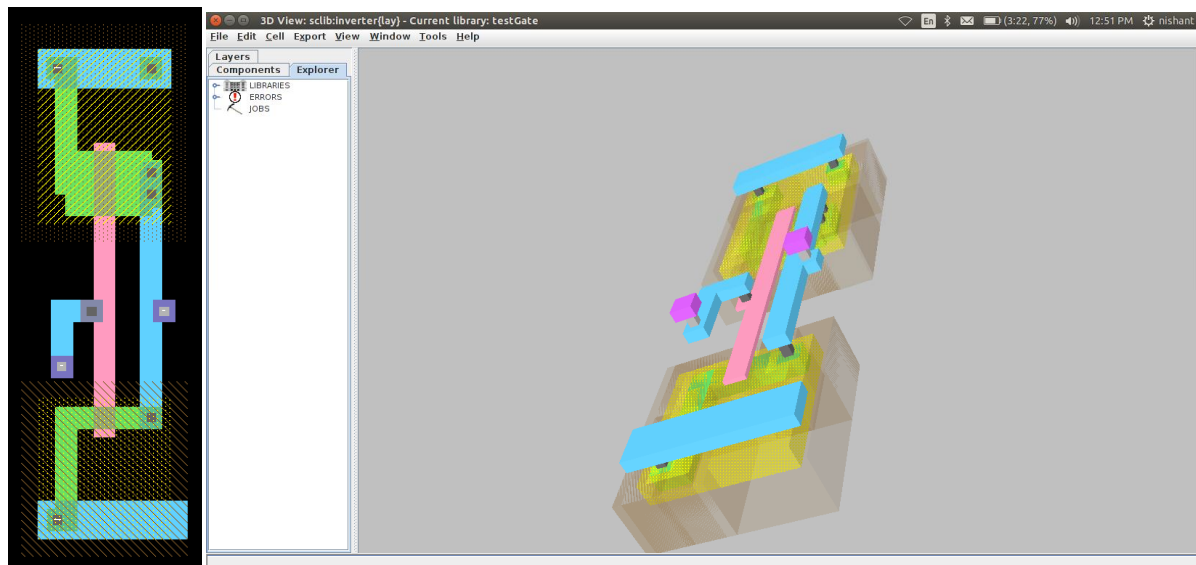 3D View: sclib:inverter{lay} - Current library: testGate
En (3:22, 77%) 12:51 PM nishant
File Edit Cell Export View Window Tools Help
Layers
Components Explorer
LIBRARIES
ERRORS
JOBS